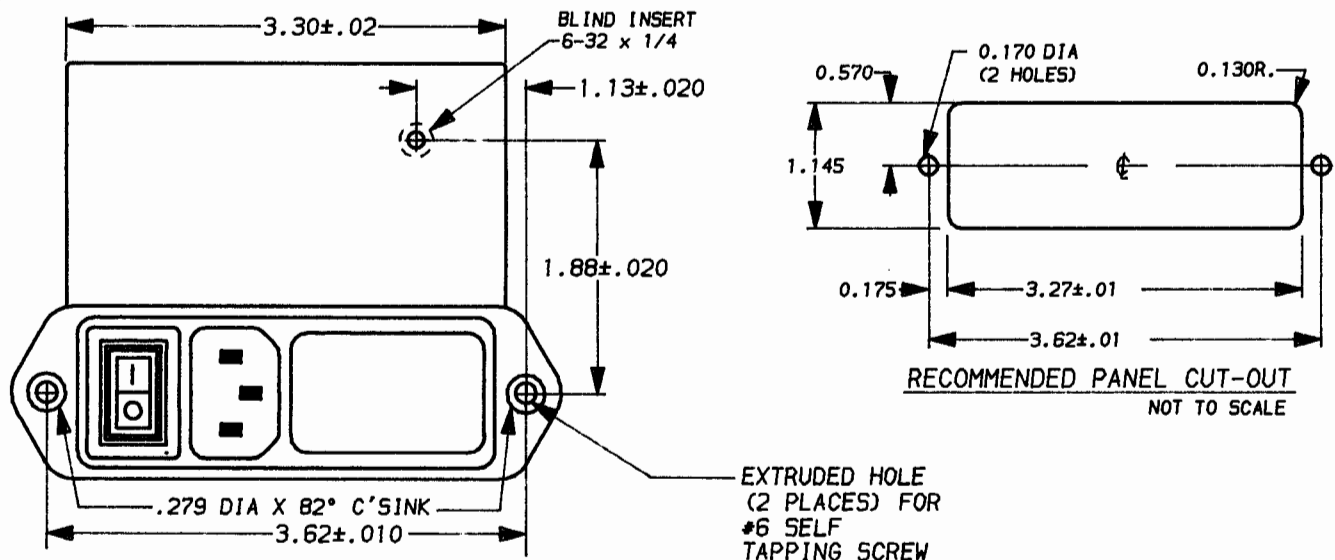 3.30±.02
BLIND INSERT
6-32 x 1/4
1.13±.020
1.88±.020
I
O
.279 DIA X 82° C'SINK
3.62±.010
EXTRUDED HOLE
(2 PLACES) FOR
#6 SELF
TAPPING SCREW
0.170 DIA
(2 HOLES)
0.570
0.130R.
1.145
℄
0.175
3.27±.01
3.62±.01
RECOMMENDED PANEL CUT-OUT
NOT TO SCALE